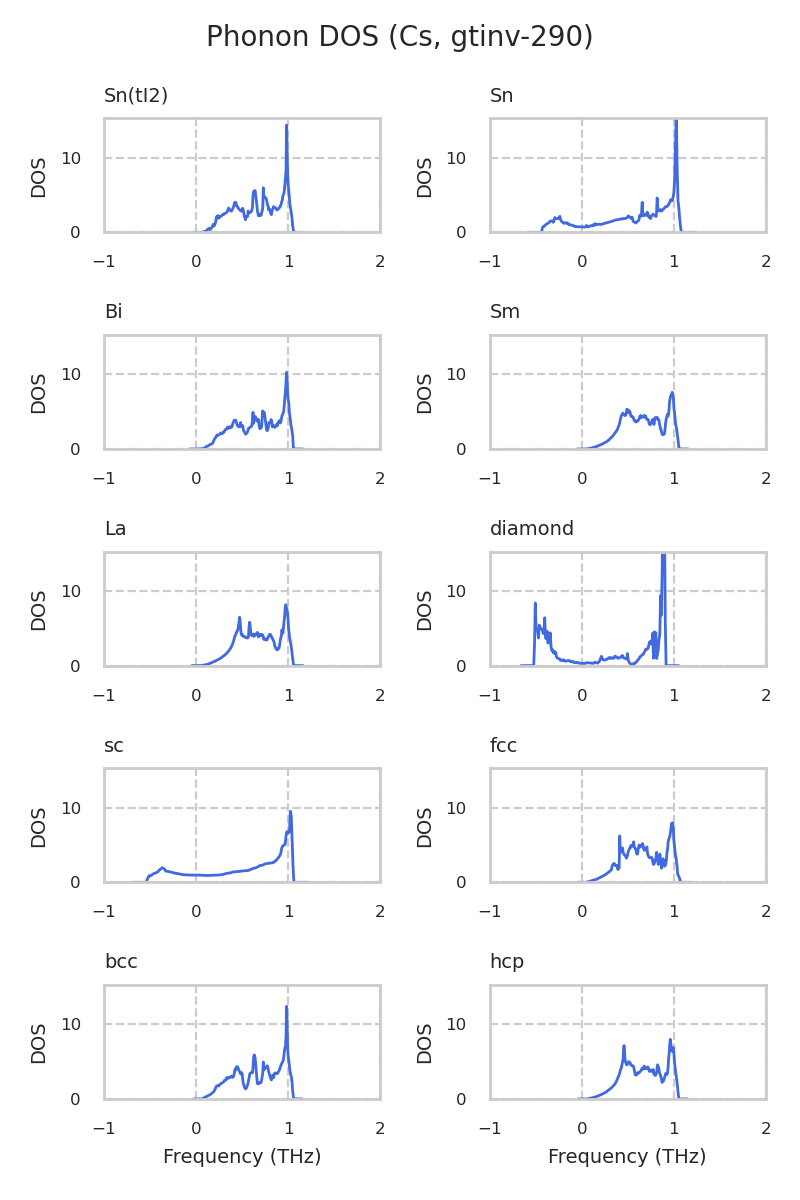 Phonon DOS (Cs, gtinv-290)
Sn(tI2)
DOS
10
0
−1 0 1 2
Sn
DOS
10
0
−1 0 1 2
Bi
DOS
10
0
−1 0 1 2
Sm
DOS
10
0
−1 0 1 2
La
DOS
10
0
−1 0 1 2
diamond
DOS
10
0
−1 0 1 2
sc
DOS
10
0
−1 0 1 2
fcc
DOS
10
0
−1 0 1 2
bcc
DOS
10
0
−1 0 1 2
Frequency (THz)
hcp
DOS
10
0
−1 0 1 2
Frequency (THz)